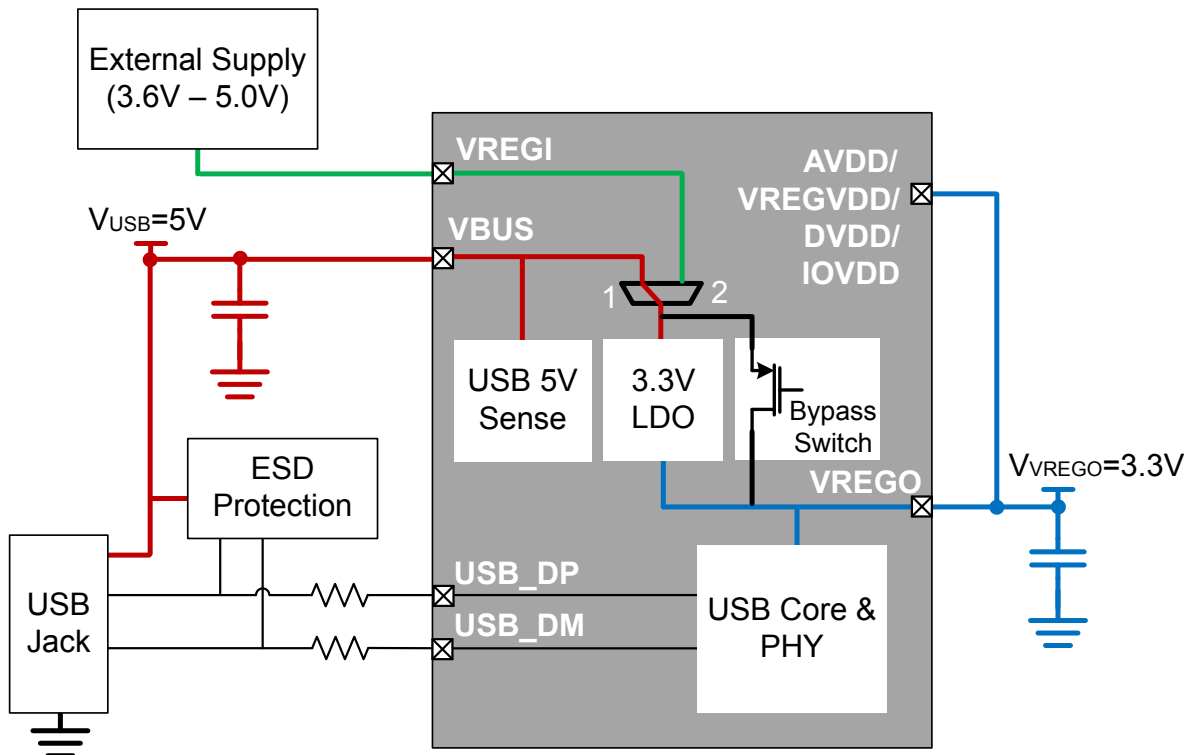 External Supply
(3.6V – 5.0V)
VREGI
AVDD/
VREGVDD/
DVDD/
IOVDD
VUSB=5V
VBUS
1
2
USB 5V
Sense
3.3V
LDO
Bypass
Switch
ESD
Protection
VREGO
VVREGO=3.3V
USB
Jack
USB_DP
USB_DM
USB Core &
PHY